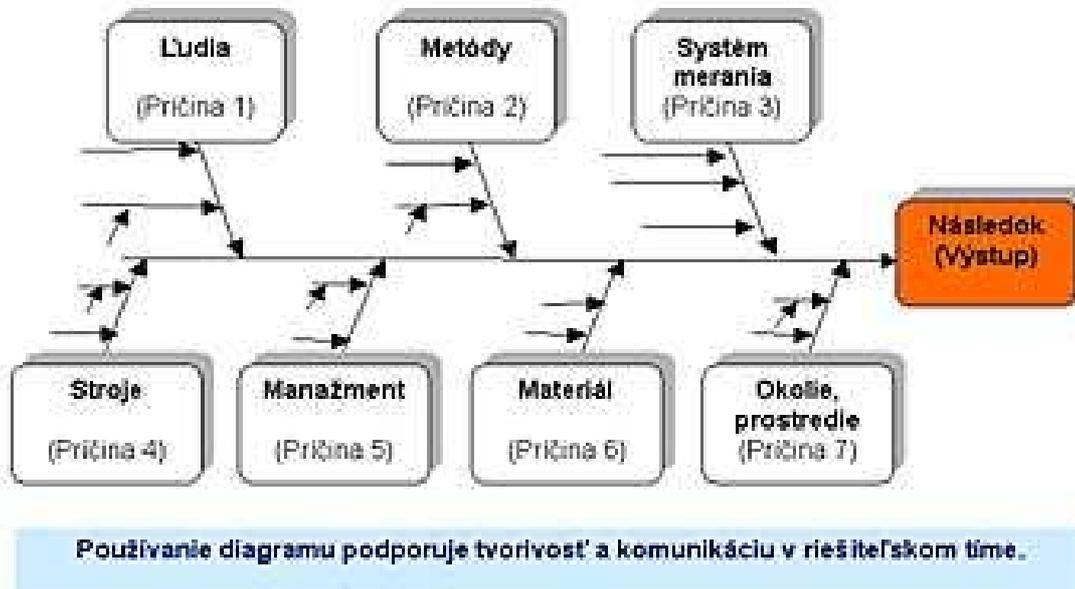 Ľudia
(Príčina 1)
Metódy
(Príčina 2)
Systém
merania
(Príčina 3)
Následok
(Výstup)
Stroje
(Príčina 4)
Manažment
(Príčina 5)
Materiál
(Príčina 6)
Okolie,
prostredie
(Príčina 7)
Používanie diagramu podporuje tvorivosť a komunikáciu v riešiteľskom tíme.